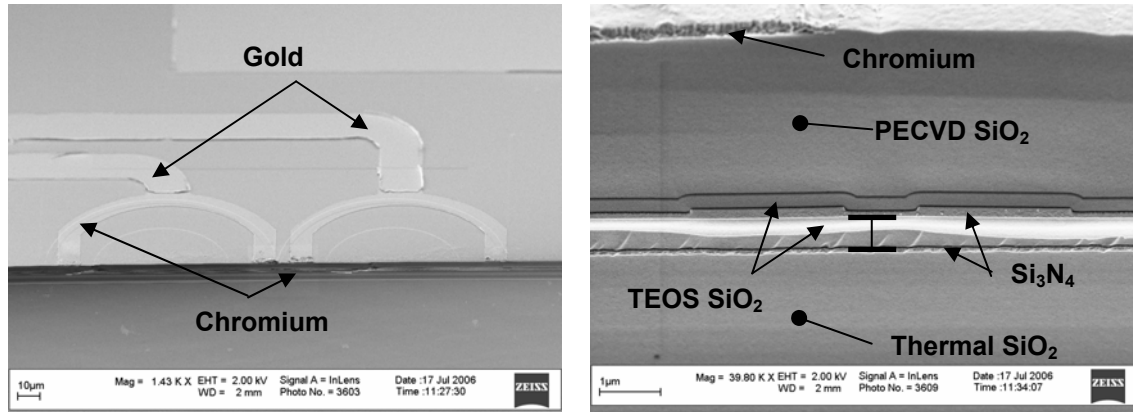 Gold
Chromium
10µm
Mag = 1.43 K X EHT = 2.00 kV Signal A = InLens Date :17 Jul 2006
WD = 2 mm Photo No. = 3603 Time :11:27:30
ZEISS
Chromium
PECVD SiO₂
TEOS SiO₂
Si₃N₄
Thermal SiO₂
1µm
Mag = 39.80 K X EHT = 2.00 kV Signal A = InLens Date :17 Jul 2006
WD = 2 mm Photo No. = 3609 Time :11:34:07
ZEISS